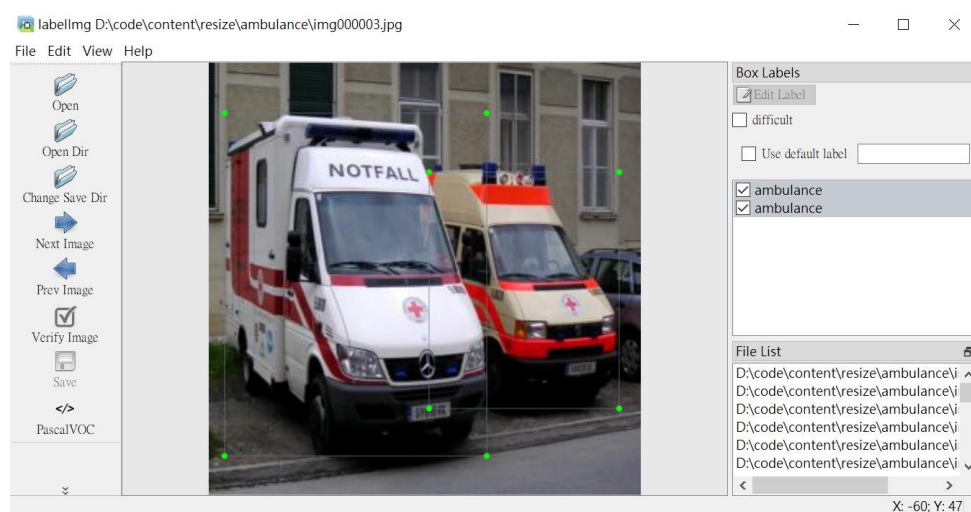 labelImg D:\code\content\resize\ambulance\img000003.jpg
File Edit View Help
Open
Open Dir
Change Save Dir
Next Image
Prev Image
Verify Image
Save
</>
PascalVOC
NOTFALL
Box Labels
Edit Label
difficult
Use default label
ambulance
ambulance
File List
D:\code\content\resize\ambulance\i
D:\code\content\resize\ambulance\i
D:\code\content\resize\ambulance\i
D:\code\content\resize\ambulance\i
D:\code\content\resize\ambulance\i
D:\code\content\resize\ambulance\i
X: -60; Y: 47